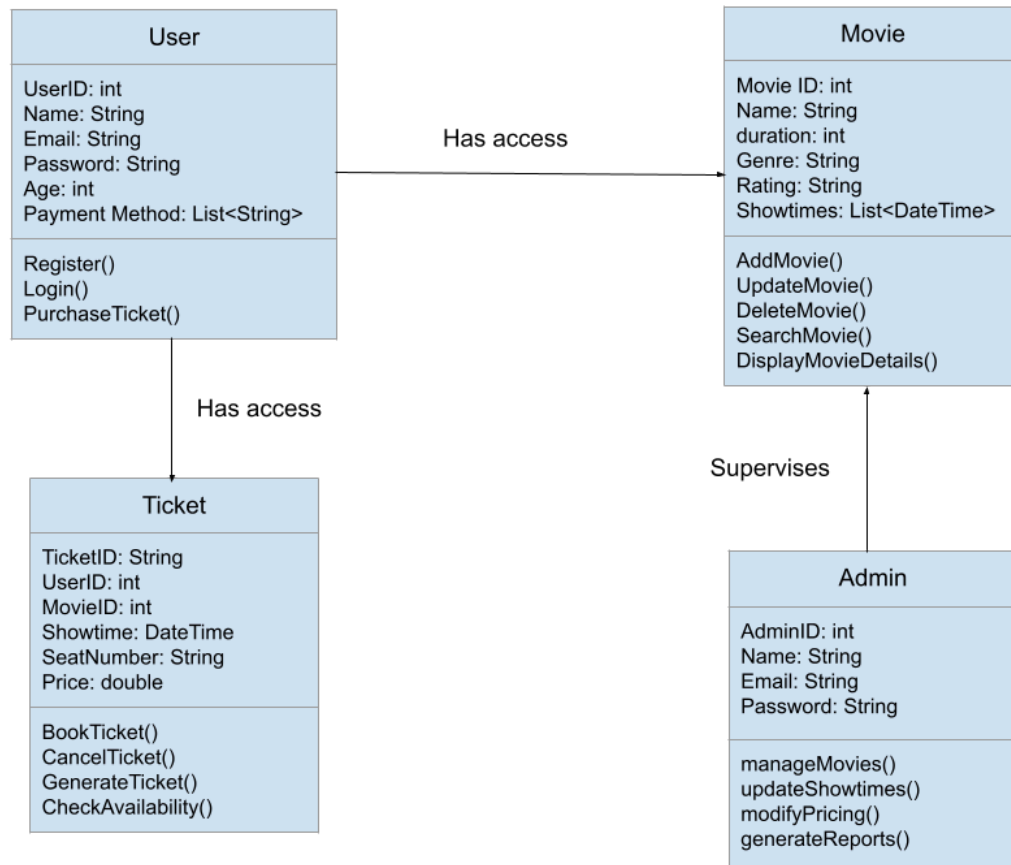 User
UserID: int
Name: String
Email: String
Password: String
Age: int
Payment Method: List<String>
Register()
Login()
PurchaseTicket()
Has access
Movie
Movie ID: int
Name: String
duration: int
Genre: String
Rating: String
Showtimes: List<DateTime>
AddMovie()
UpdateMovie()
DeleteMovie()
SearchMovie()
DisplayMovieDetails()
Has access
Supervises
Ticket
TicketID: String
UserID: int
MovieID: int
Showtime: DateTime
SeatNumber: String
Price: double
BookTicket()
CancelTicket()
GenerateTicket()
CheckAvailability()
Admin
AdminID: int
Name: String
Email: String
Password: String
manageMovies()
updateShowtimes()
modifyPricing()
generateReports()